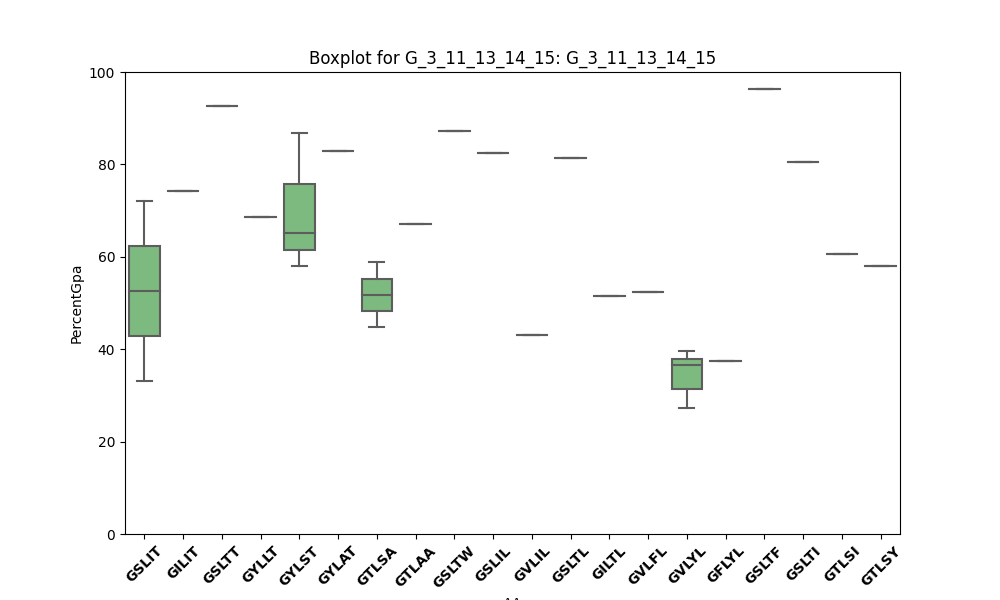 Boxplot for G_3_11_13_14_15: G_3_11_13_14_15
100
80
60
40
20
0
PercentGpa
GSLIT
GILIT
GSLTT
GYLLT
GYLST
GYLAT
GTLSA
GTLAA
GSLTW
GSLIL
GVLIL
GSLTL
GILTL
GVLFL
GVLYL
GFLYL
GSLTF
GSLTI
GTLSI
GTLSY